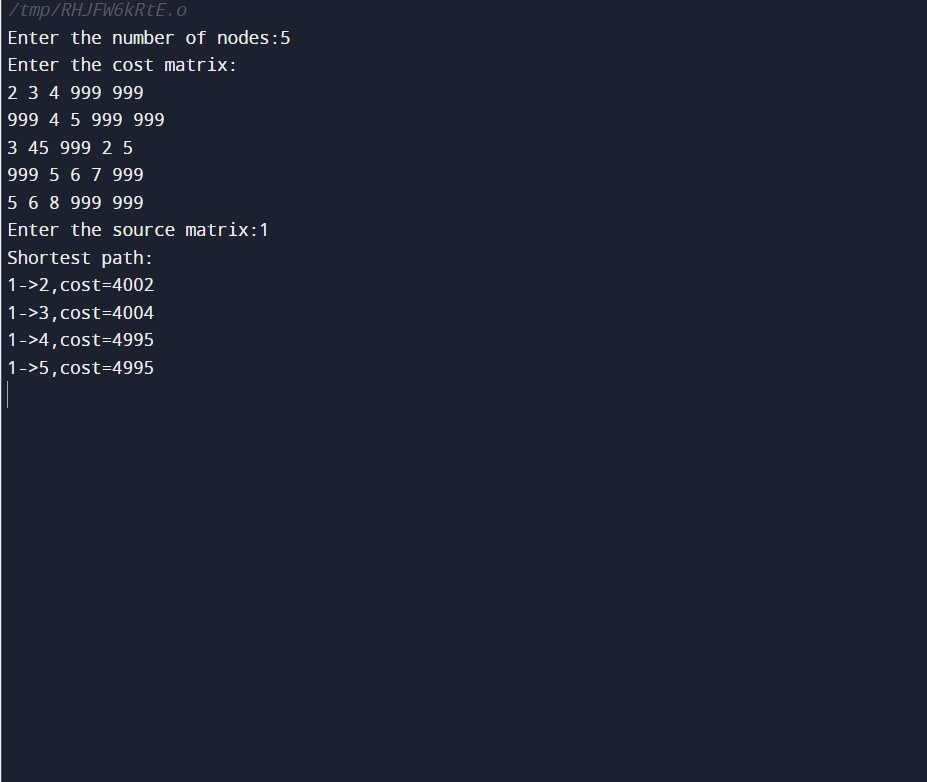 /tmp/RHJFW6kRtE.o
Enter the number of nodes:5
Enter the cost matrix:
2 3 4 999 999
999 4 5 999 999
3 45 999 2 5
999 5 6 7 999
5 6 8 999 999
Enter the source matrix:1
Shortest path:
1->2,cost=4002
1->3,cost=4004
1->4,cost=4995
1->5,cost=4995